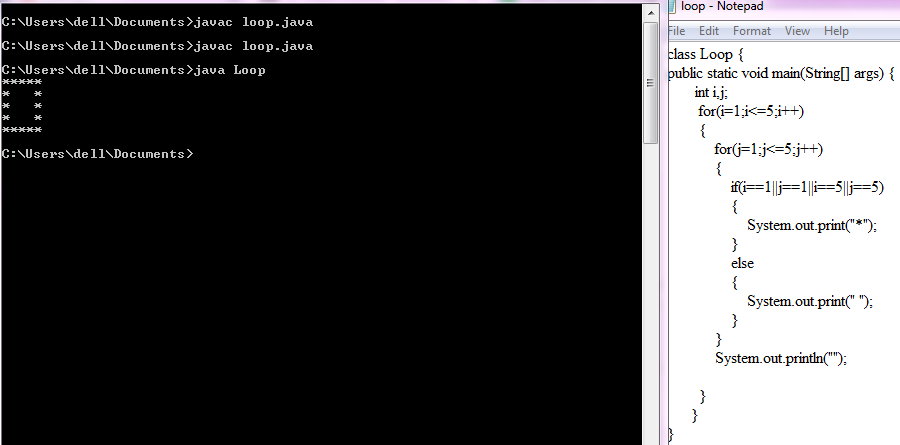 C:\Users\dell\Documents>javac loop.java
C:\Users\dell\Documents>javac loop.java
C:\Users\dell\Documents>java Loop
*****
*   *
*   *
*   *
*****
C:\Users\dell\Documents>
loop - Notepad
File Edit Format View Help
class Loop {
public static void main(String[] args) {
int i,j;
for(i=1;i<=5;i++)
{
for(j=1;j<=5;j++)
{
if(i==1||j==1||i==5||j==5)
{
System.out.print("*");
}
else
{
System.out.print(" ");
}
}
System.out.println("");
}
}
}